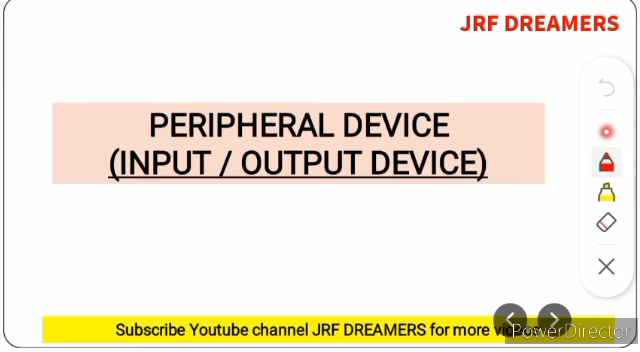 JRF DREAMERS
PERIPHERAL DEVICE
(INPUT / OUTPUT DEVICE)
Subscribe Youtube channel JRF DREAMERS for more
PowerDirector